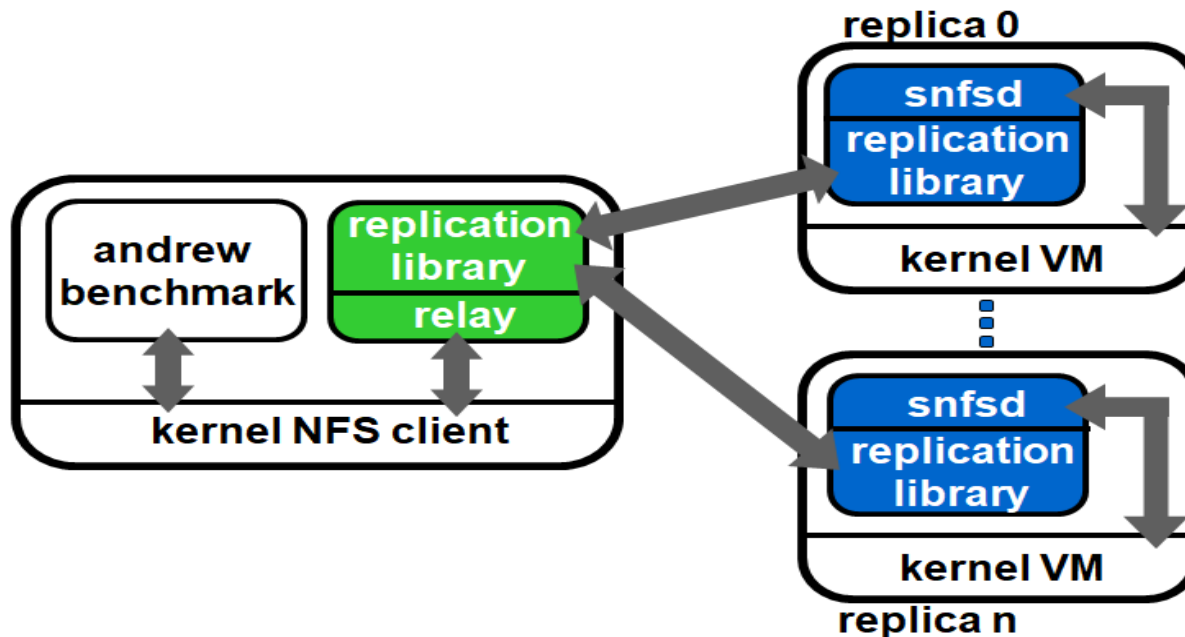 andrew
benchmark
replication
library
relay
kernel NFS client
replica 0
snfsd
replication
library
kernel VM
snfsd
replication
library
kernel VM
replica n